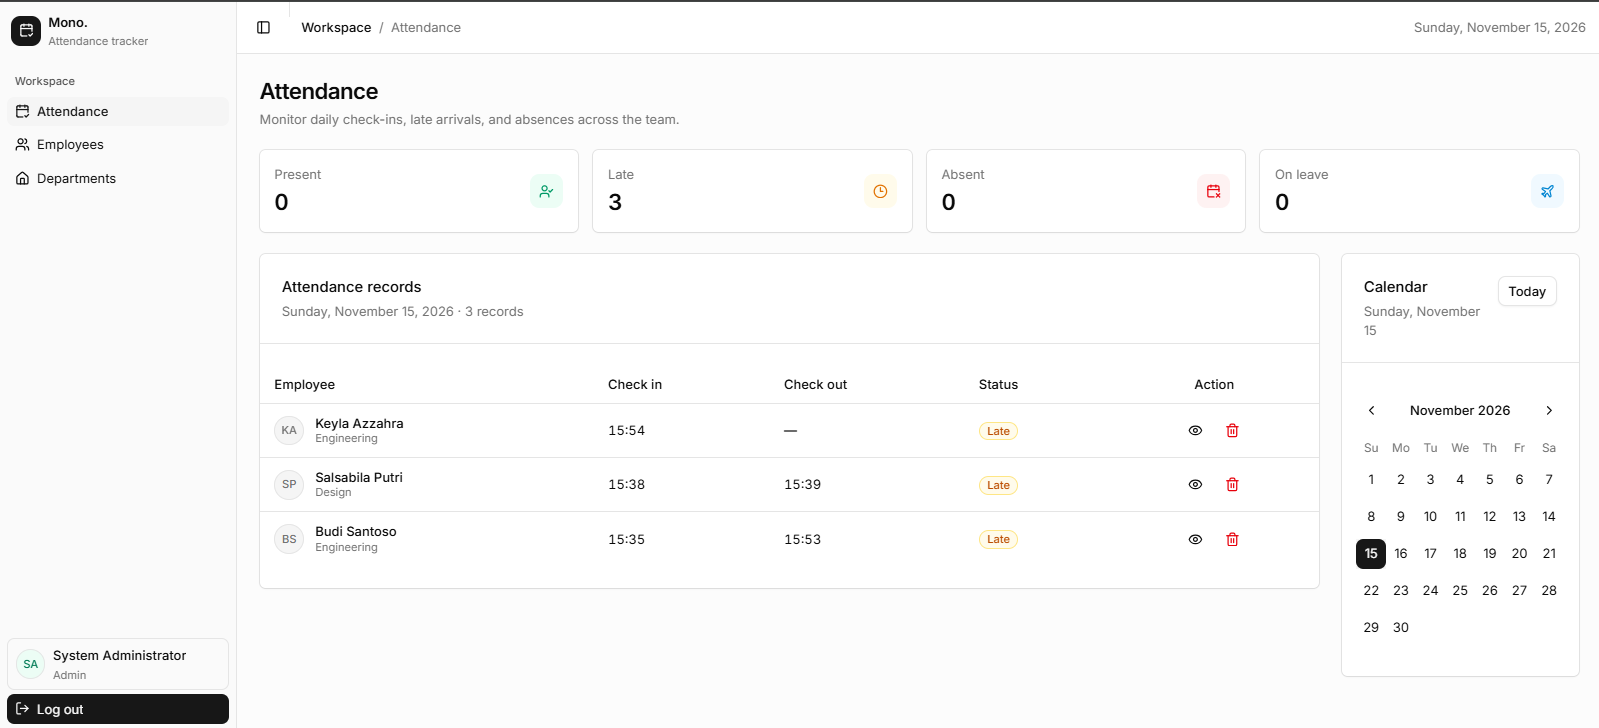 Mono.
Attendance tracker
Workspace
Attendance
Employees
Departments
System Administrator
SA
Admin
Log out
Workspace / Attendance
Sunday, November 15, 2026
Attendance
Monitor daily check-ins, late arrivals, and absences across the team.
Present
0
Late
3
Absent
0
On leave
0
Attendance records
Sunday, November 15, 2026 · 3 records
Employee Check in Check out Status Action
KA Keyla Azzahra 15:54 — Late
Engineering
SP Salsabila Putri 15:38 15:39 Late
Design
BS Budi Santoso 15:35 15:53 Late
Engineering
Calendar
Today
Sunday, November
15
November 2026
Su Mo Tu We Th Fr Sa
1 2 3 4 5 6 7
8 9 10 11 12 13 14
15 16 17 18 19 20 21
22 23 24 25 26 27 28
29 30